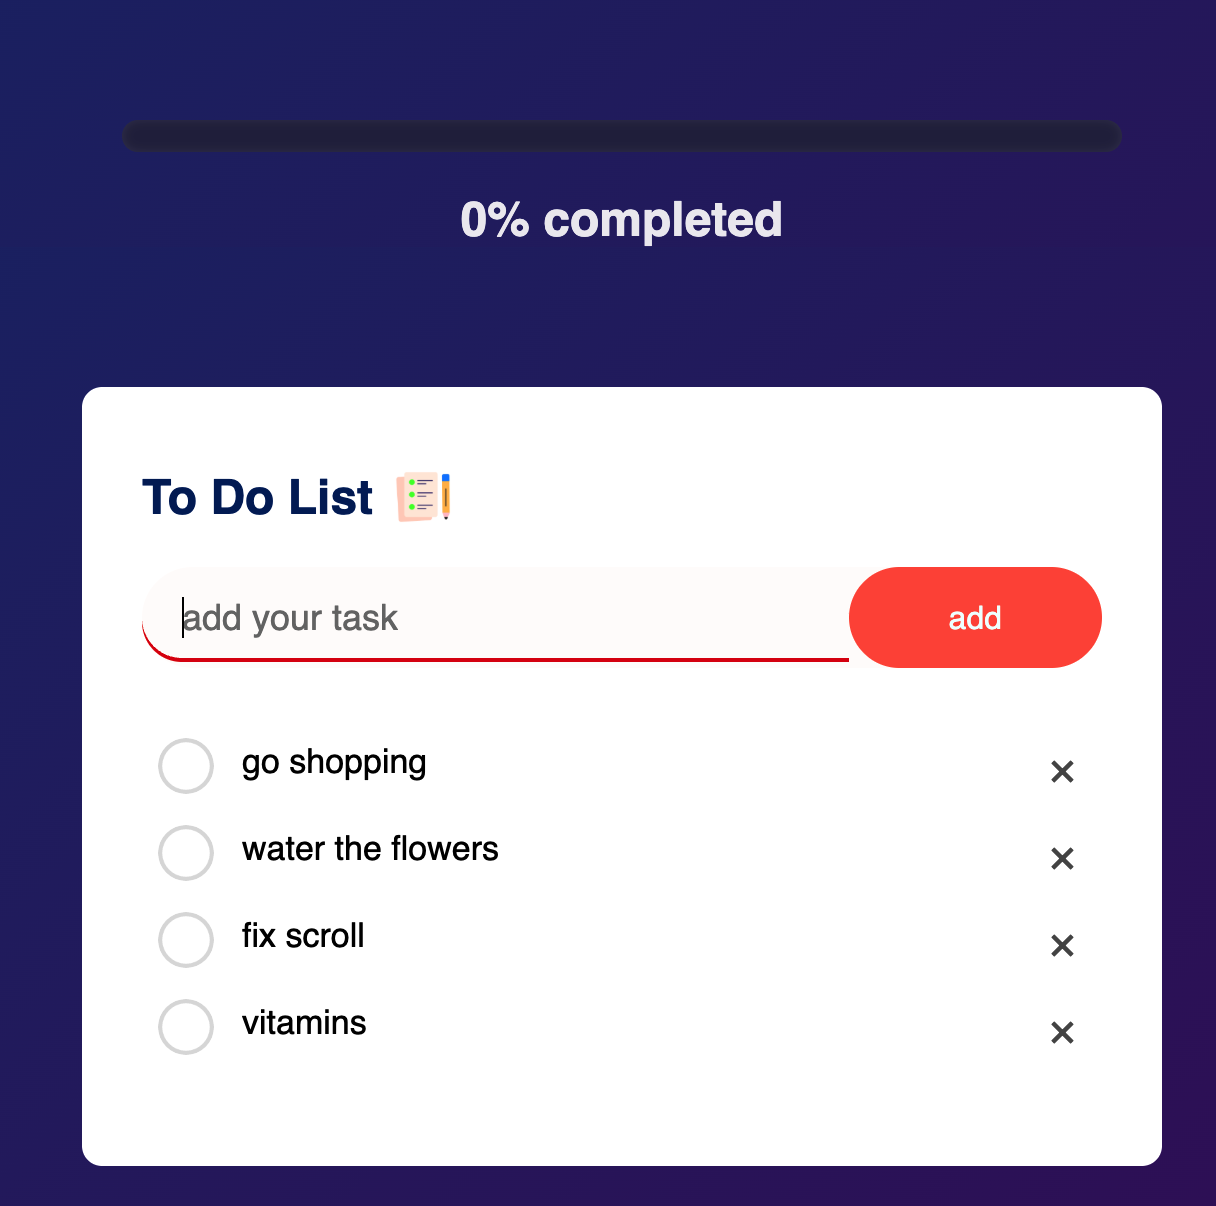 0% completed
To Do List
add your task
add
go shopping
water the flowers
fix scroll
vitamins